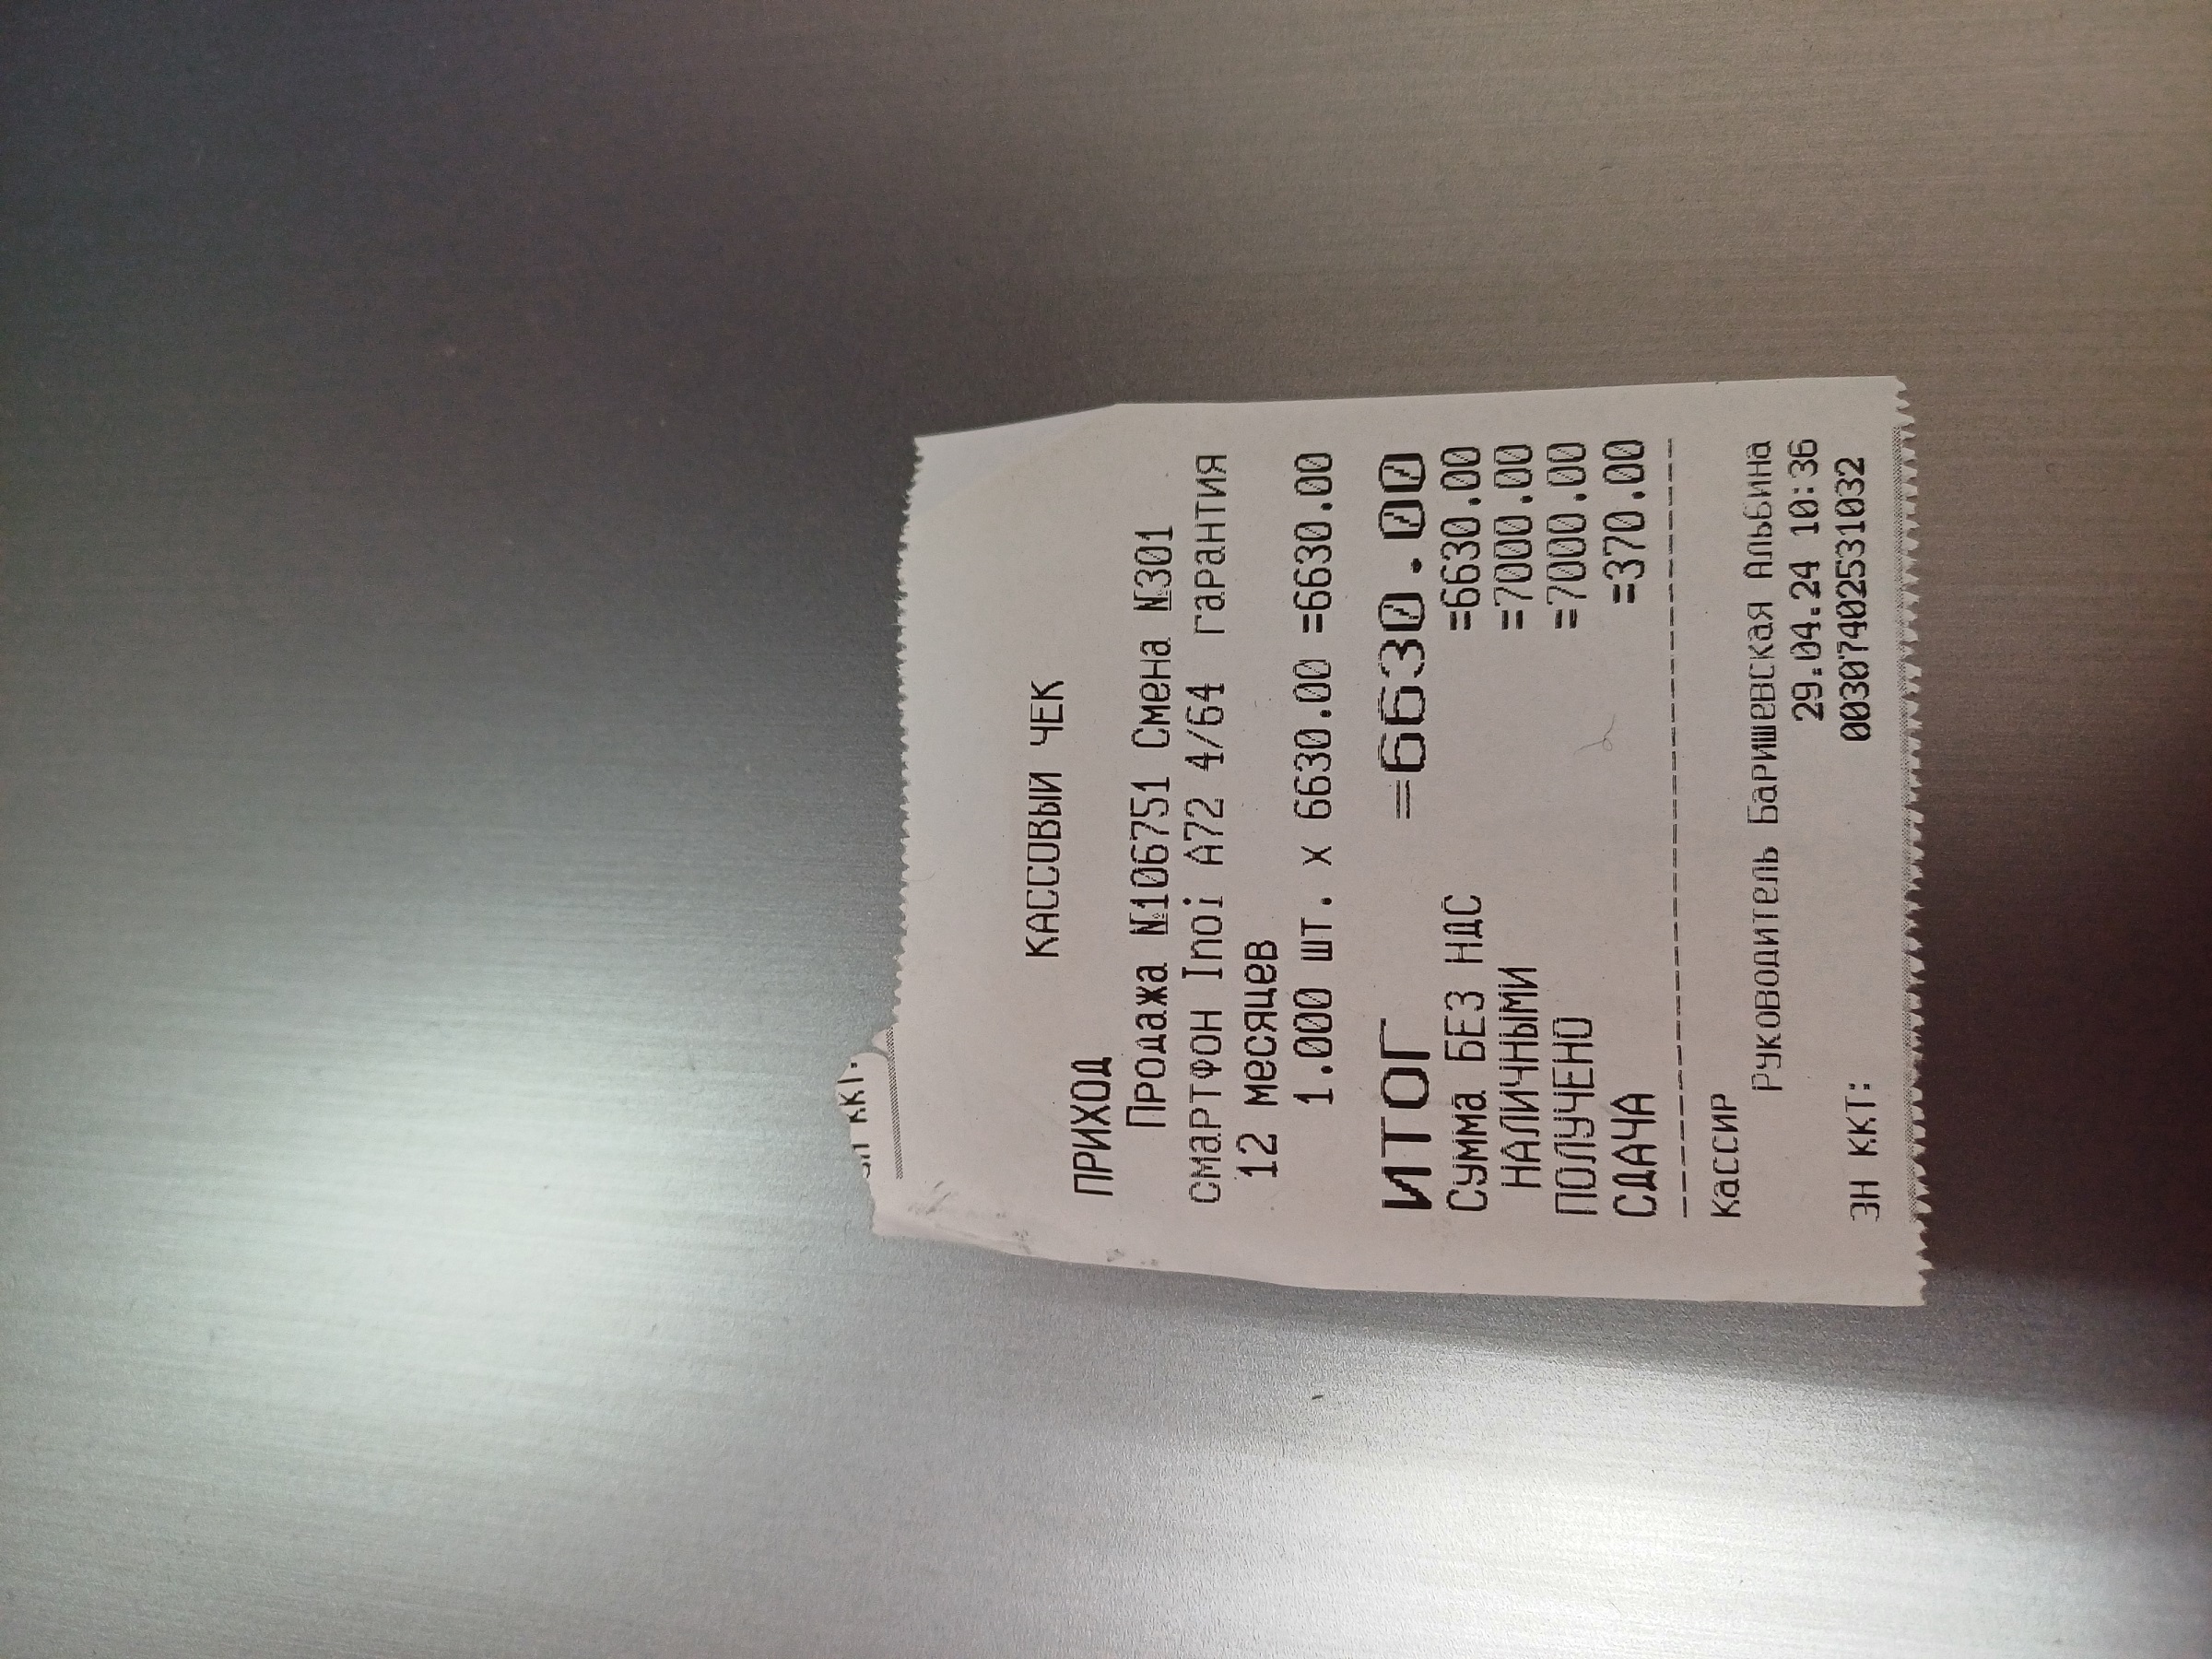 ЗН ККТ:
КАССОВЫЙ ЧЕК
ПРИХОД
Продажа №106751 Смена №301
смартфон Inoi A72 4/64 гарантия
12 месяцев
1.000 шт. х 6630.00 =6630.00
ИТОГ =6630.00
Сумма БЕЗ НДС =6630.00
НАЛИЧНЫМИ =7000.00
ПОЛУЧЕНО =7000.00
СДАЧА =370.00
Кассир
Руководитель Баришевская Альбина
29.04.24 10:36
ЗН ККТ: 00307402531032